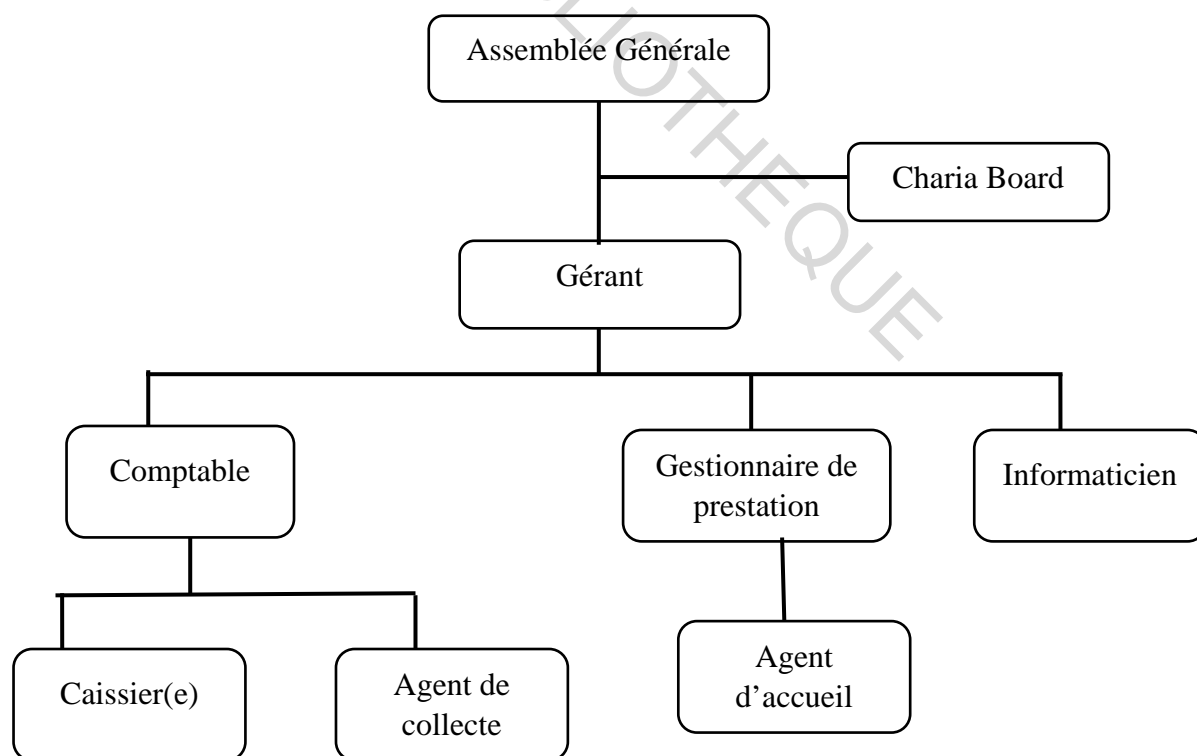 Assemblée Générale
Charia Board
Gérant
Comptable
Gestionnaire de
prestation
Informaticien
Caissier(e)
Agent de
collecte
Agent
d’accueil